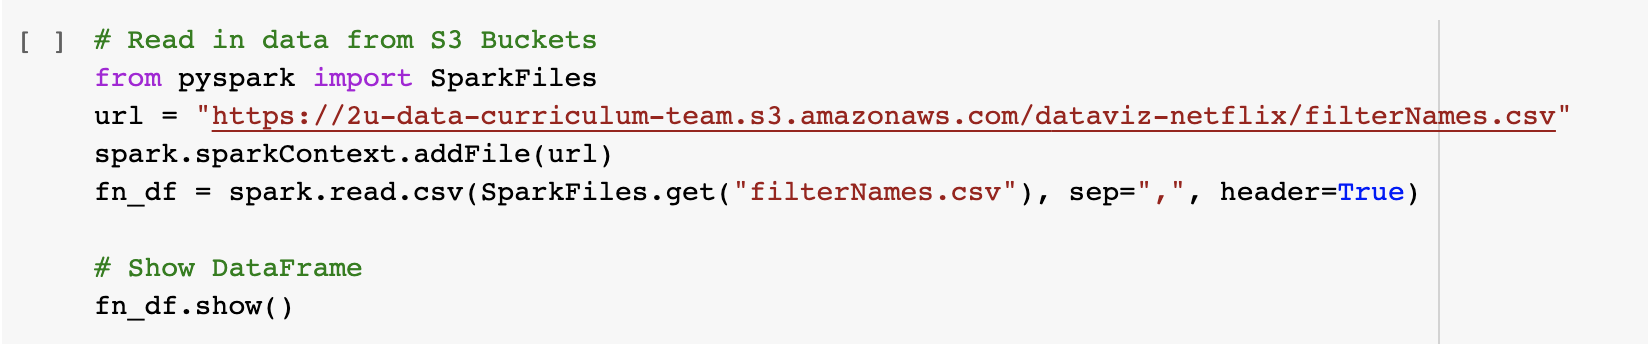 [ ] # Read in data from S3 Buckets
from pyspark import SparkFiles
url = "https://2u-data-curriculum-team.s3.amazonaws.com/dataviz-netflix/filterNames.csv"
spark.sparkContext.addFile(url)
fn_df = spark.read.csv(SparkFiles.get("filterNames.csv"), sep=",", header=True)
# Show DataFrame
fn_df.show()